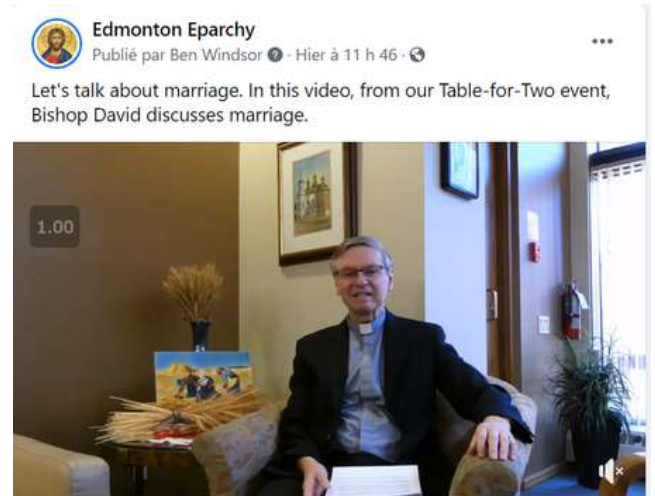 Edmonton Eparchy
Publié par Ben Windsor · Hier à 11 h 46 ·
Let's talk about marriage. In this video, from our Table-for-Two event,
Bishop David discusses marriage.
1.00